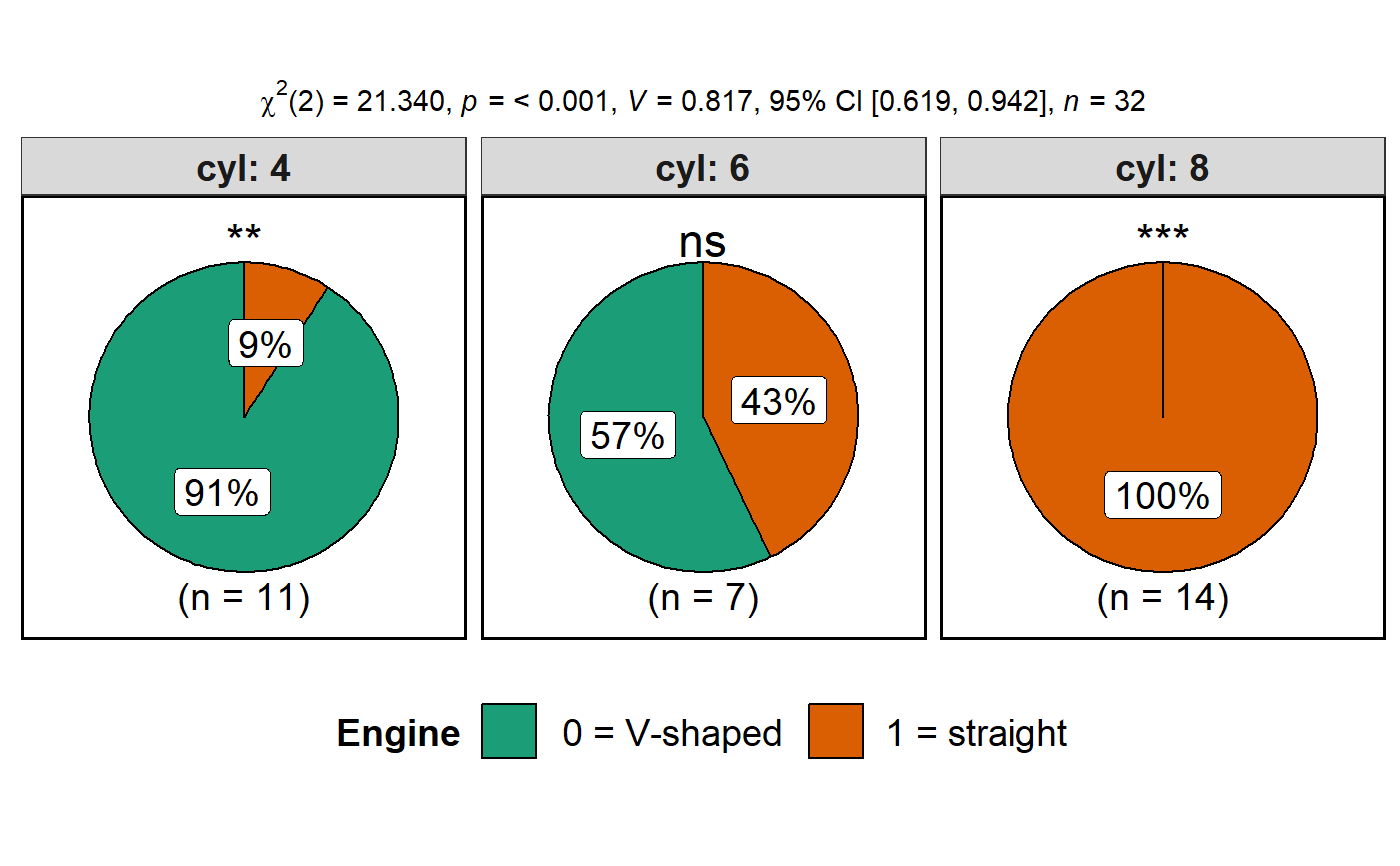 χ²(2) = 21.340, p = < 0.001, V = 0.817, 95% CI [0.619, 0.942], n = 32
cyl: 4
cyl: 6
cyl: 8
**
ns
***
9%
91%
57%
43%
100%
(n = 11)
(n = 7)
(n = 14)
Engine 0 = V-shaped 1 = straight